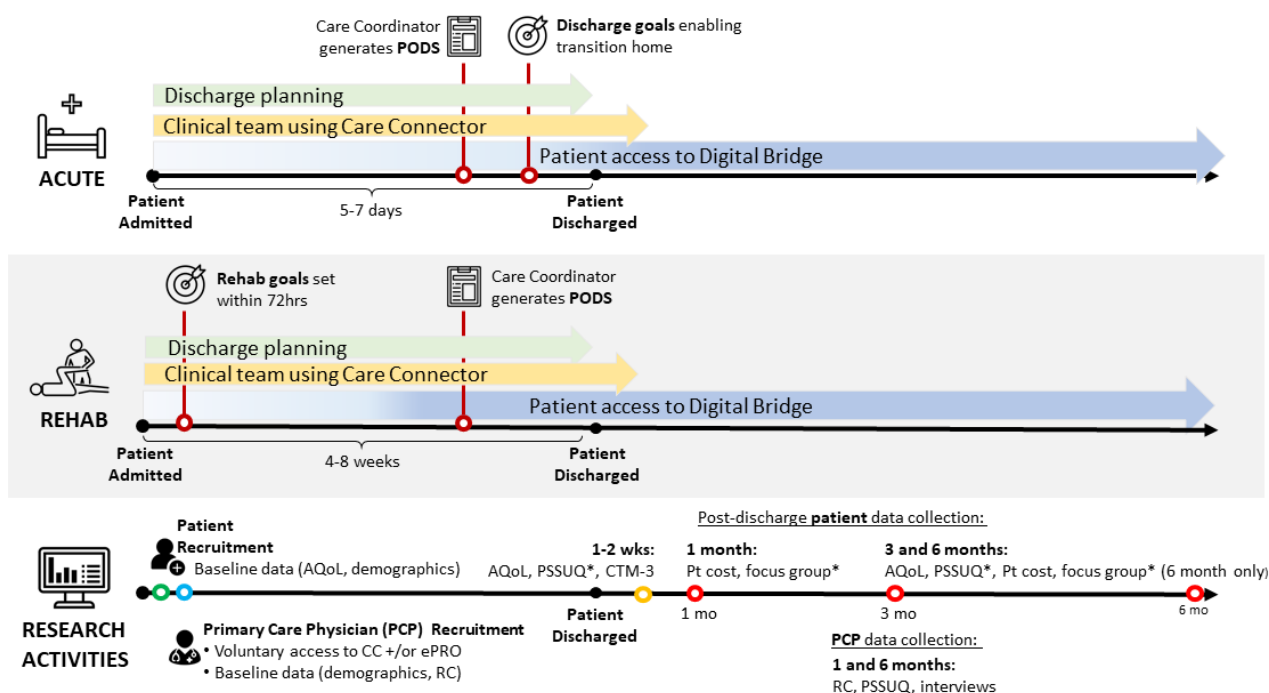 Care Coordinator
generates PODS
Discharge goals enabling
transition home
Discharge planning
Clinical team using Care Connector
Patient access to Digital Bridge
ACUTE
Patient
Admitted
5-7 days
Patient
Discharged
Rehab goals set
within 72hrs
Care Coordinator
generates PODS
Discharge planning
Clinical team using Care Connector
Patient access to Digital Bridge
REHAB
Patient
Admitted
4-8 weeks
Patient
Discharged
Post-discharge patient data collection:
Patient
Recruitment
Baseline data (AQoL, demographics)
1-2 wks:
AQoL, PSSUQ*, CTM-3
1 month:
Pt cost, focus group*
3 and 6 months:
AQoL, PSSUQ*, Pt cost, focus group* (6 month only)
Patient
Discharged
1 mo
3 mo
6 mo
RESEARCH
ACTIVITIES
Primary Care Physician (PCP) Recruitment
• Voluntary access to CC +/or ePRO
• Baseline data (demographics, RC)
PCP data collection:
1 and 6 months:
RC, PSSUQ, interviews